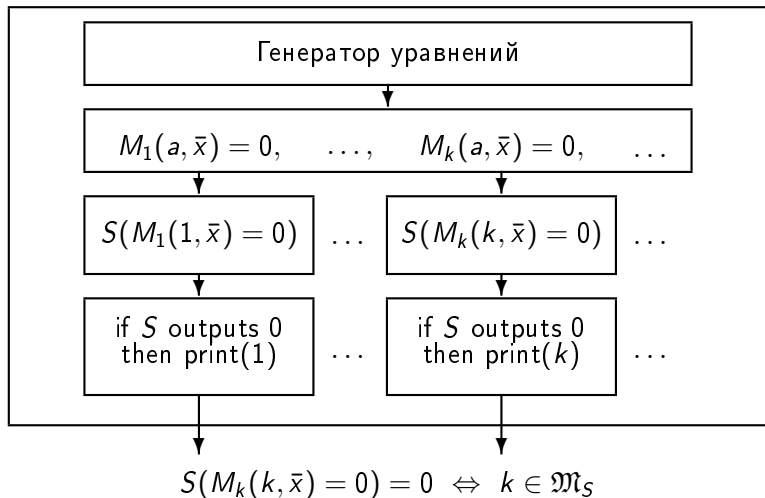 Генератор уравнений
M₁(a, x̄) = 0, …, Mₖ(a, x̄) = 0, …
S(M₁(1, x̄) = 0) … S(Mₖ(k, x̄) = 0) …
if S outputs 0 if S outputs 0
then print(1) … then print(k) …
S(Mₖ(k, x̄) = 0) = 0 ⇔ k ∈ 𝔐_S